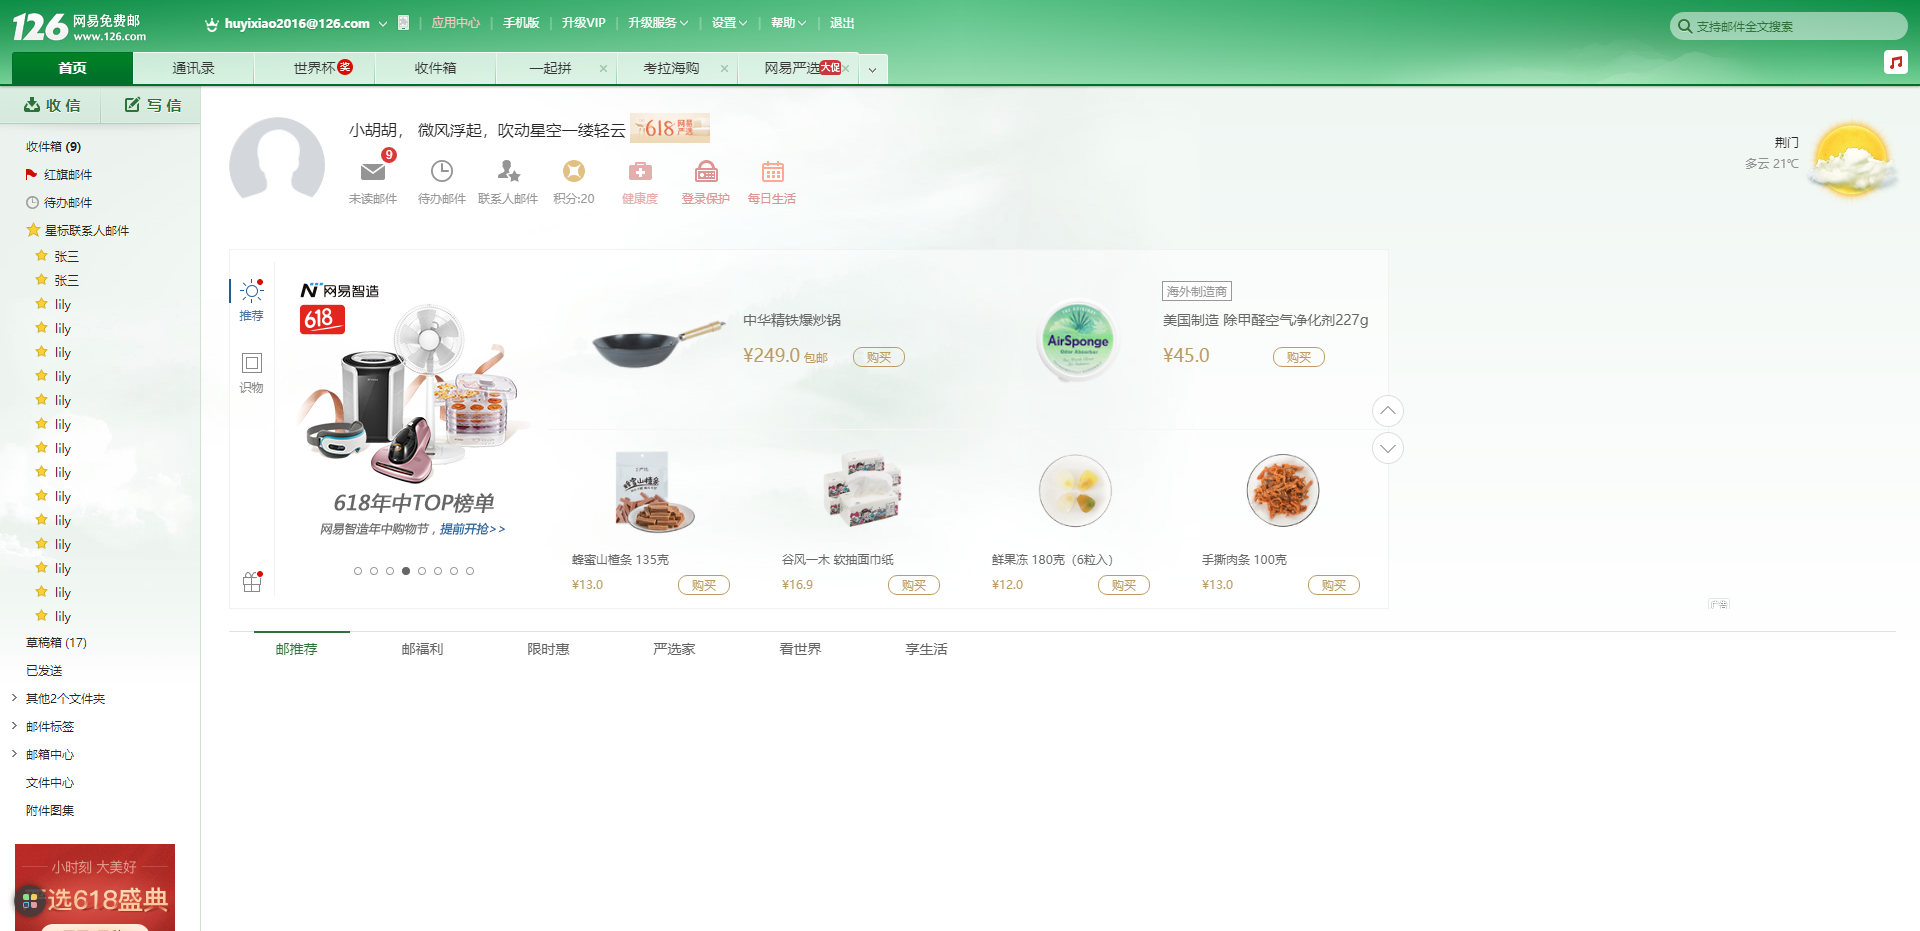 126 网易免费邮
www.126.com
huyixiao2016@126.com
应用中心 手机版 升级VIP 升级服务 设置 帮助 退出
支持邮件全文搜索
首页 通讯录 世界杯 奖 收件箱 一起拼 考拉海购 网易严选 大促
收信 写信
收件箱 (9)
红旗邮件
待办邮件
星标联系人邮件
张三
张三
lily
lily
lily
lily
lily
lily
lily
lily
lily
lily
lily
lily
lily
lily
草稿箱 (17)
已发送
其他2个文件夹
邮件标签
邮箱中心
文件中心
附件图集
小时刻 大美好
选618盛典
小胡胡， 微风浮起，吹动星空一缕轻云
618 网易严选
9
未读邮件 待办邮件 联系人邮件 积分:20 健康度 登录保护 每日生活
荆门
多云 21℃
推荐
识物
网易智造
618
618年中TOP榜单
网易智造年中购物节，提前开抢>>
中华精铁爆炒锅
¥249.0 包邮 购买
AirSponge
Odor Absorber
海外制造商
美国制造 除甲醛空气净化剂227g
¥45.0 购买
蜂蜜山楂条 135克
¥13.0 购买
谷风一木 软抽面巾纸
¥16.9 购买
鲜果冻 180克（6粒入）
¥12.0 购买
手撕肉条 100克
¥13.0 购买
广告
邮推荐 邮福利 限时惠 严选家 看世界 享生活